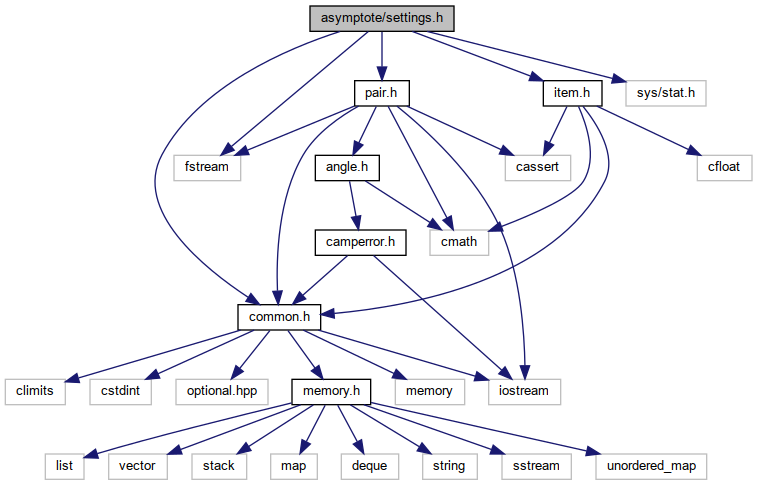 asymptote/settings.h
pair.h
item.h
sys/stat.h
fstream
angle.h
cassert
cfloat
camperror.h
cmath
common.h
climits
cstdint
optional.hpp
memory.h
memory
iostream
list
vector
stack
map
deque
string
sstream
unordered_map